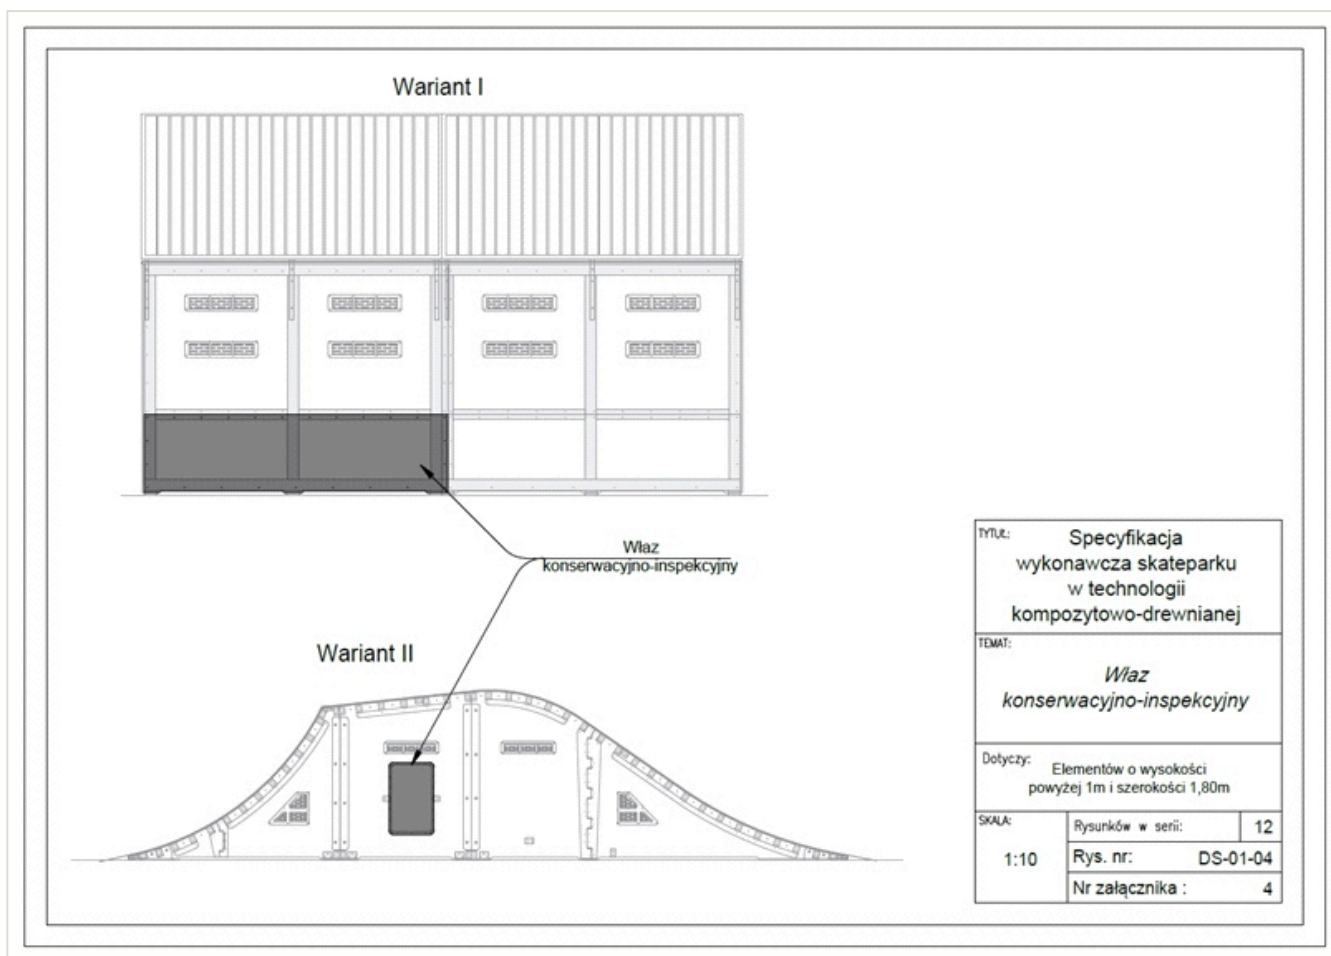 Wariant I
Właz
konserwacyjno-inspekcyjny
Wariant II
TYTUŁ:
Specyfikacja
wykonawcza skateparku
w technologii
kompozytowo-drewnianej
TEMAT:
Właz
konserwacyjno-inspekcyjny
Dotyczy:
Elementów o wysokości
powyżej 1m i szerokości 1,80m
SKALA:
1:10
Rysunków w serii: 12
Rys. nr: DS-01-04
Nr załącznika : 4